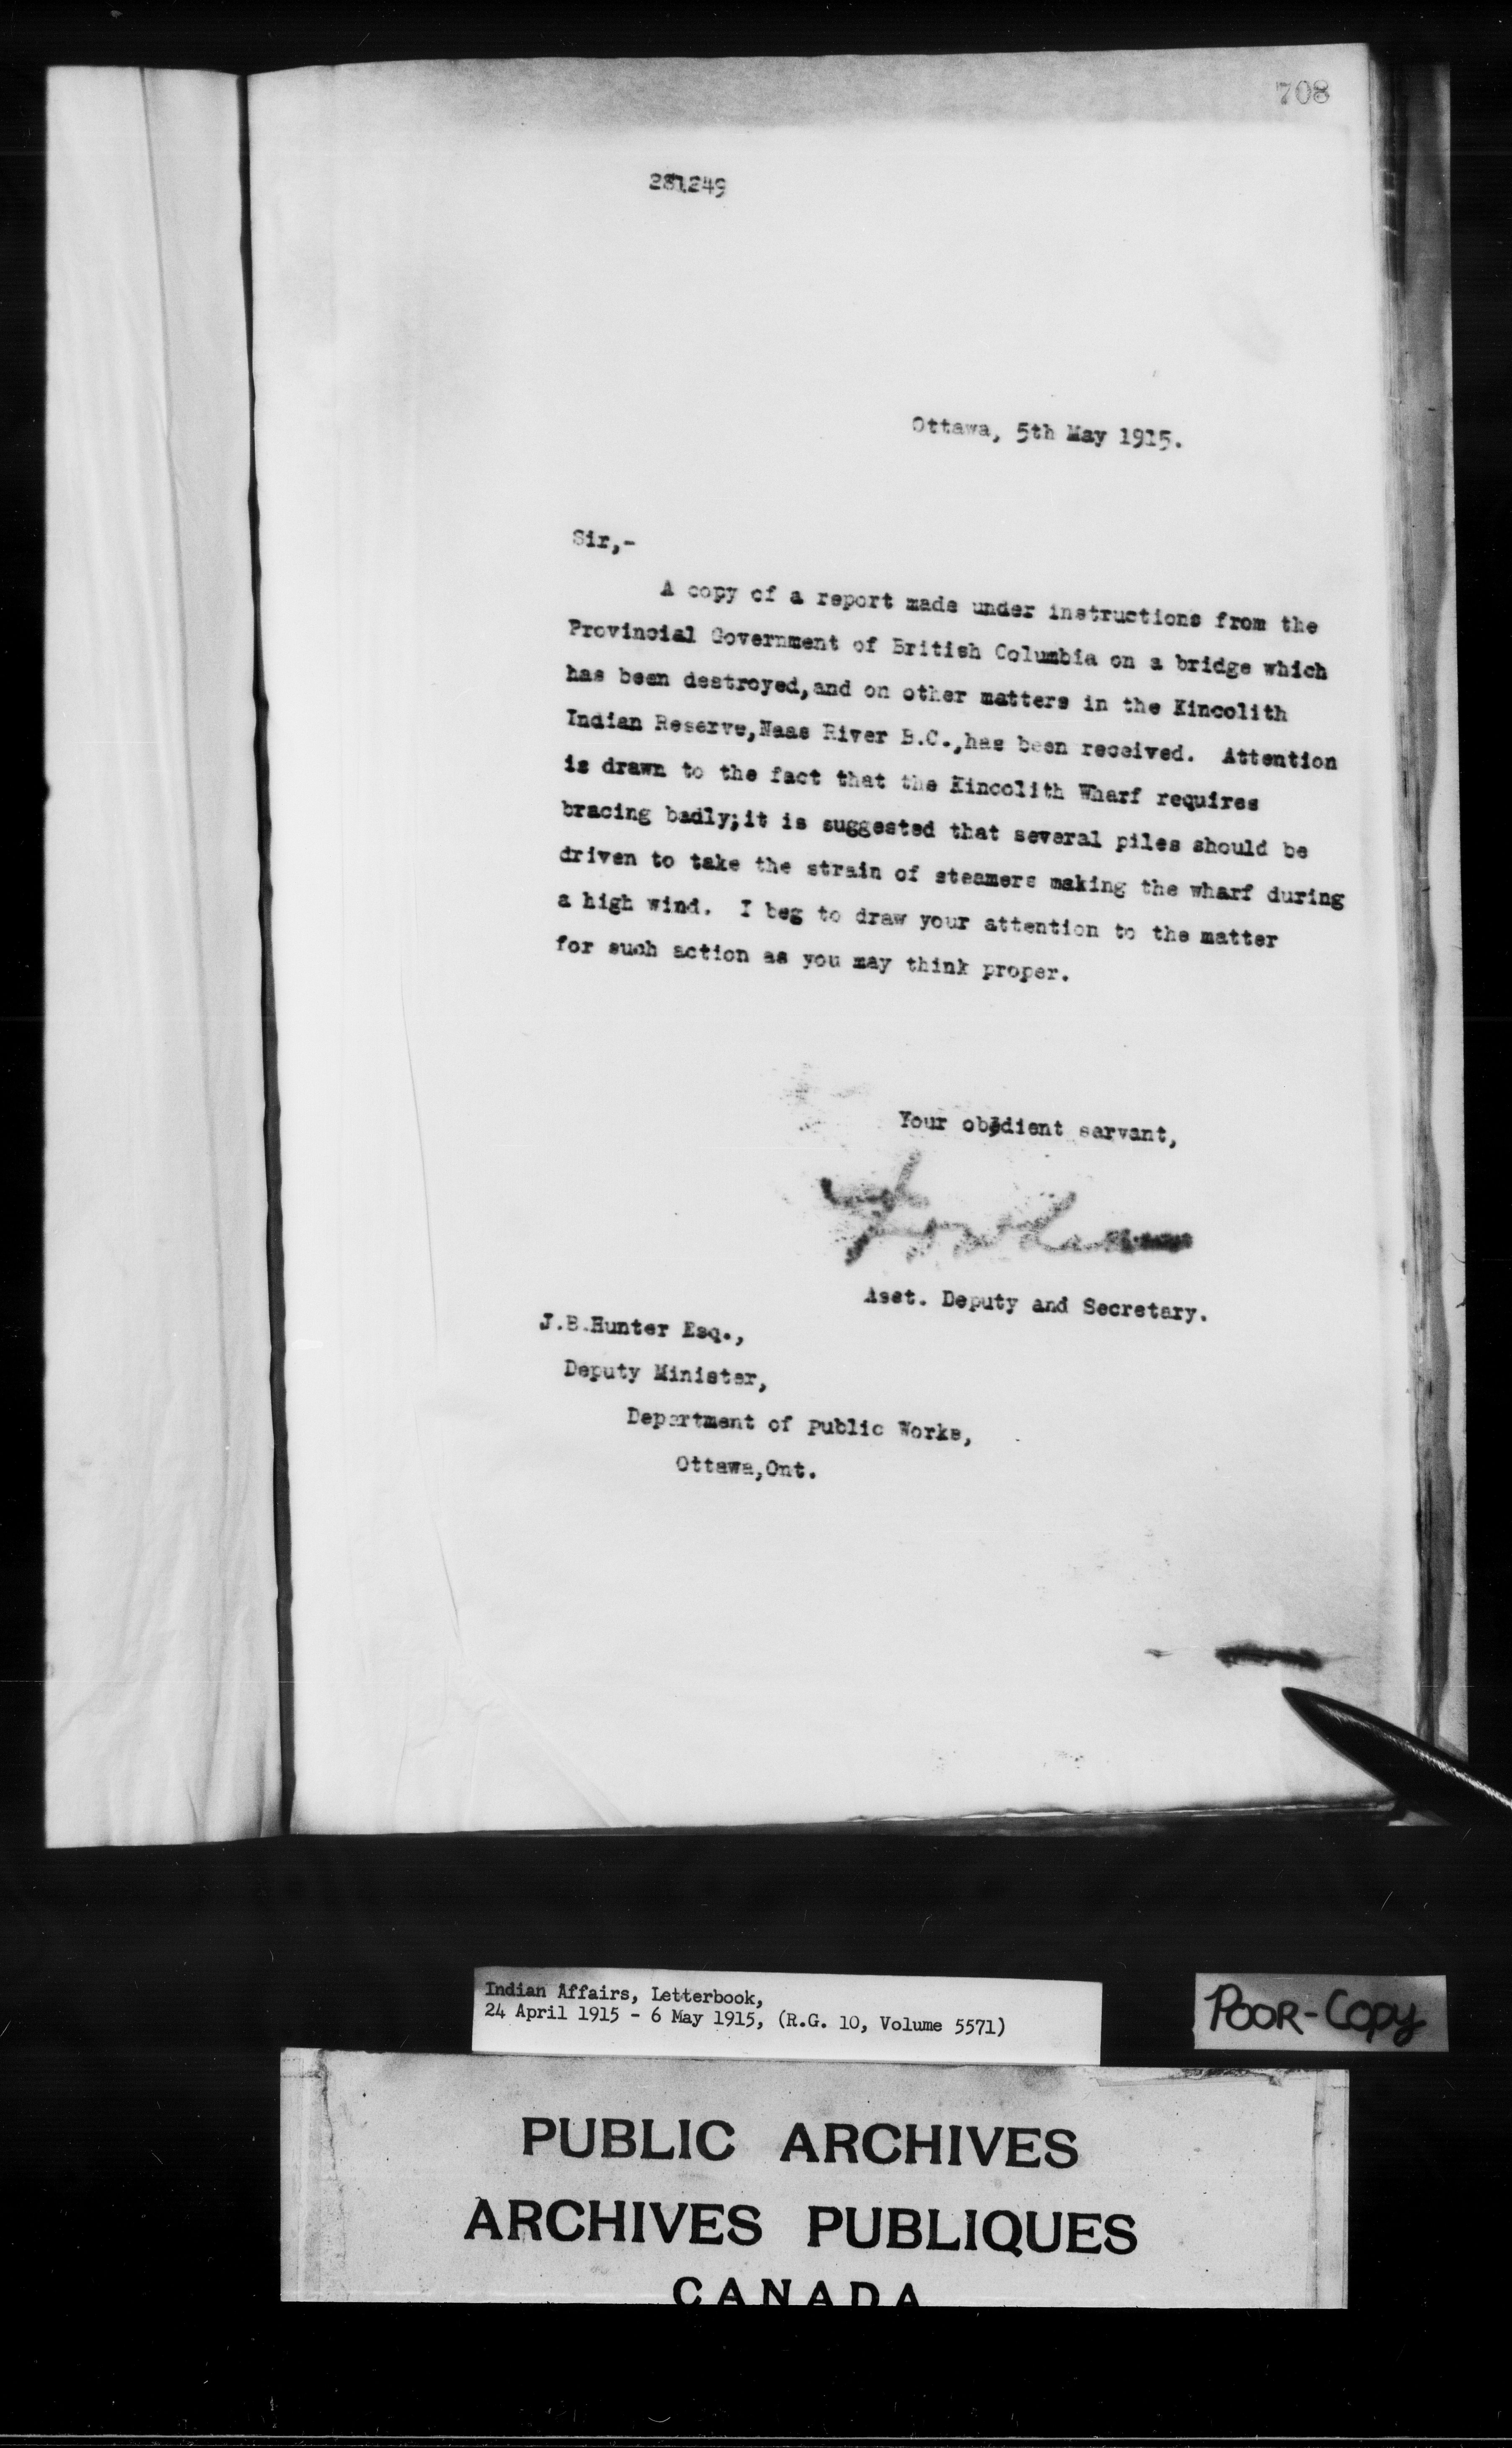 708
281249
Ottawa, 5th May 1915.
Sir,-
A copy of a report made under instructions from the
Provincial Government of British Columbia on a bridge which
has been destroyed, and on other matters in the Kincolith
Indian Reserve, Naas River B.C., has been received. Attention
is drawn to the fact that the Kincolith Wharf requires
bracing badly; it is suggested that several piles should be
driven to take the strain of steamers making the wharf during
a high wind. I beg to draw your attention to the matter
for such action as you may think proper.
Your obedient servant,
Asst. Deputy and Secretary.
J.B.Hunter Esq.,
Deputy Minister,
Department of Public Works,
Ottawa, Ont.
Indian Affairs, Letterbook,
24 April 1915 - 6 May 1915, (R.G. 10, Volume 5571)
POOR-COPY
PUBLIC ARCHIVES
ARCHIVES PUBLIQUES
CANADA